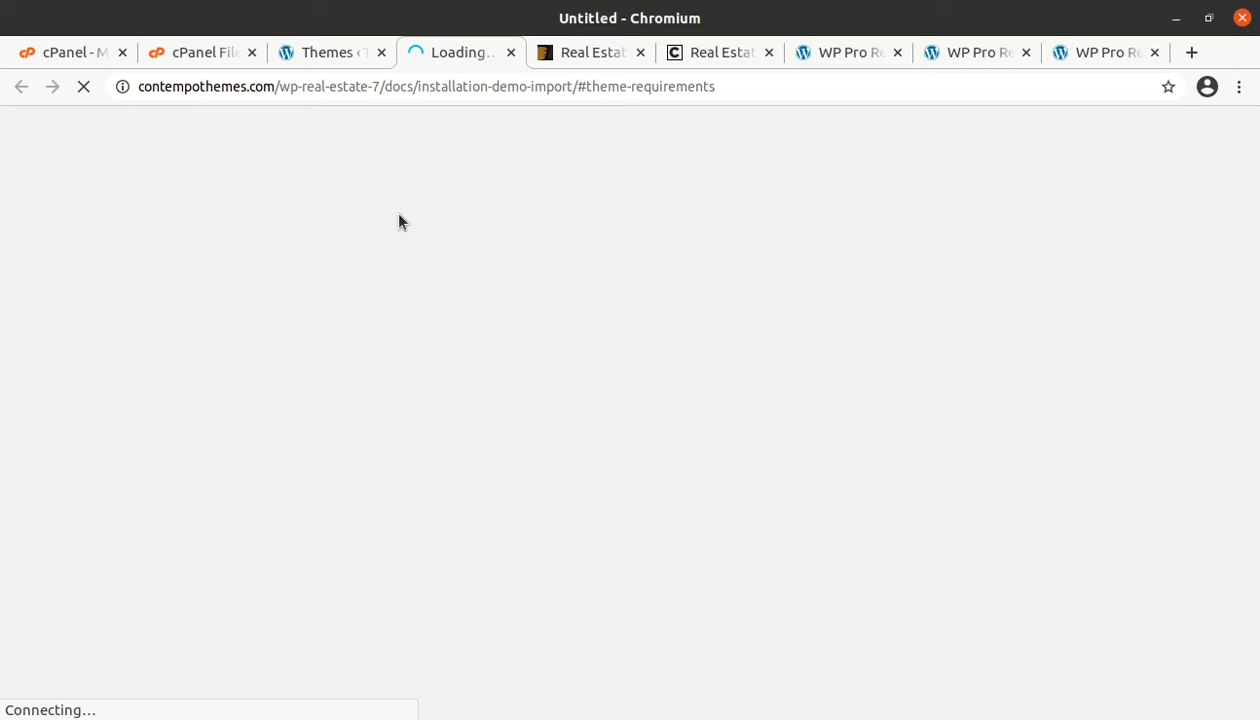 Untitled - Chromium
cPanel - M
cPanel File
Themes ‹ T
Loading…
Real Estat
Real Estat
WP Pro Re
WP Pro Re
WP Pro Re
contempothemes.com/wp-real-estate-7/docs/installation-demo-import/#theme-requirements
Connecting…